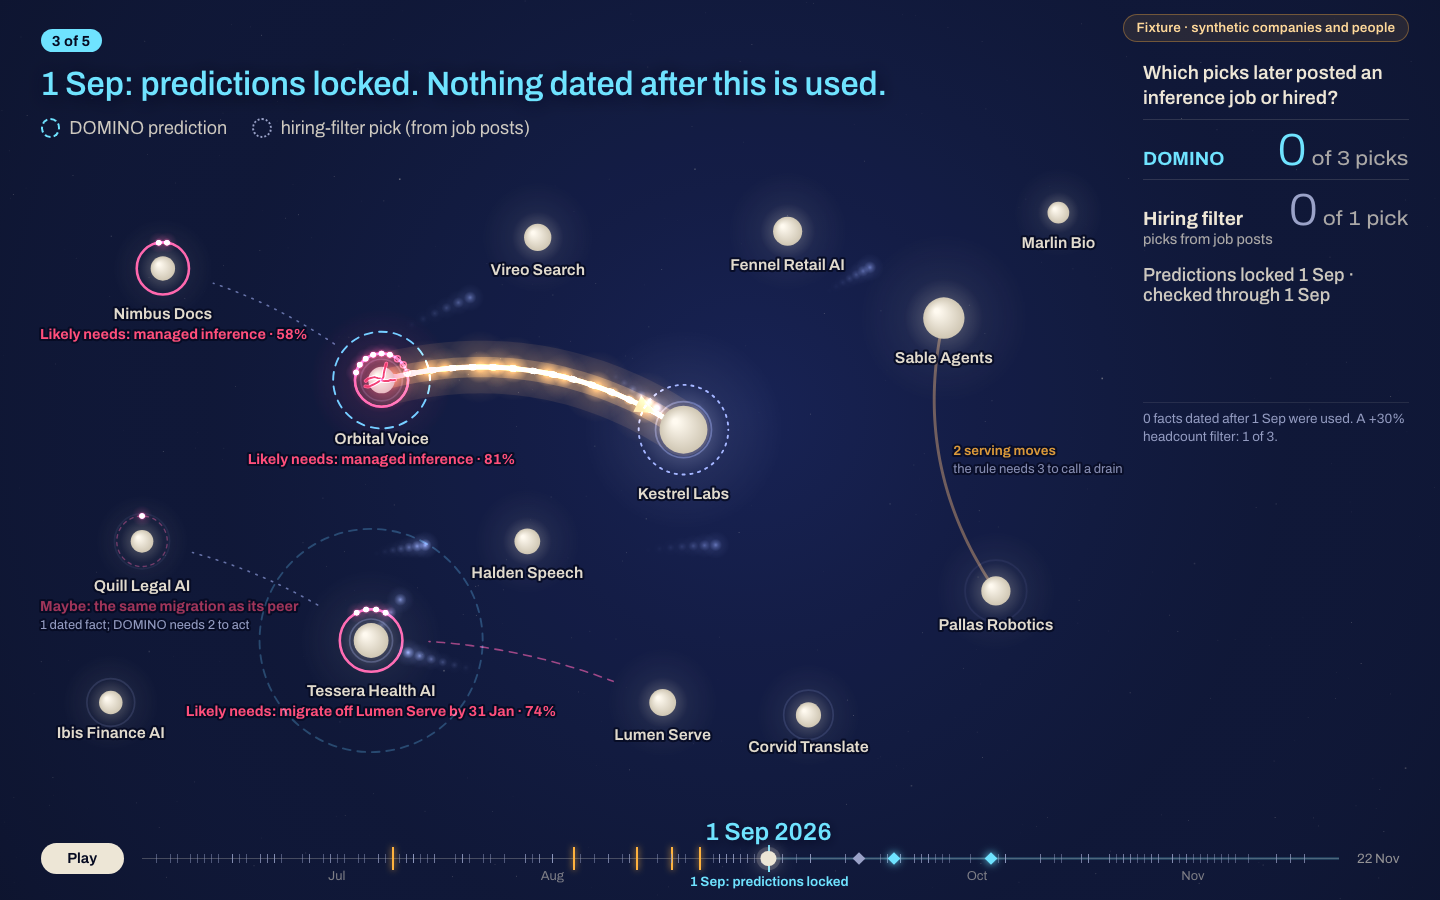 3 of 5
Fixture · synthetic companies and people
1 Sep: predictions locked. Nothing dated after this is used.
DOMINO prediction
hiring-filter pick (from job posts)
Which picks later posted an
inference job or hired?
DOMINO
0 of 3 picks
Hiring filter
0 of 1 pick
picks from job posts
Predictions locked 1 Sep ·
checked through 1 Sep
0 facts dated after 1 Sep were used. A +30%
headcount filter: 1 of 3.
Marlin Bio
Vireo Search
Fennel Retail AI
Nimbus Docs
Likely needs: managed inference · 58%
Sable Agents
Orbital Voice
Likely needs: managed inference · 81%
2 serving moves
the rule needs 3 to call a drain
Kestrel Labs
Halden Speech
Quill Legal AI
Maybe: the same migration as its peer
1 dated fact; DOMINO needs 2 to act
Pallas Robotics
Tessera Health AI
Likely needs: migrate off Lumen Serve by 31 Jan · 74%
Ibis Finance AI
Lumen Serve
Corvid Translate
1 Sep 2026
Play
22 Nov
Jul
Aug
1 Sep: predictions locked
Oct
Nov